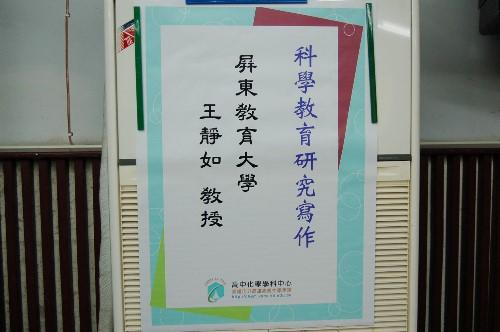 科學教育研究寫作
屏東教育大學
王靜如 教授
高中化學學科中心